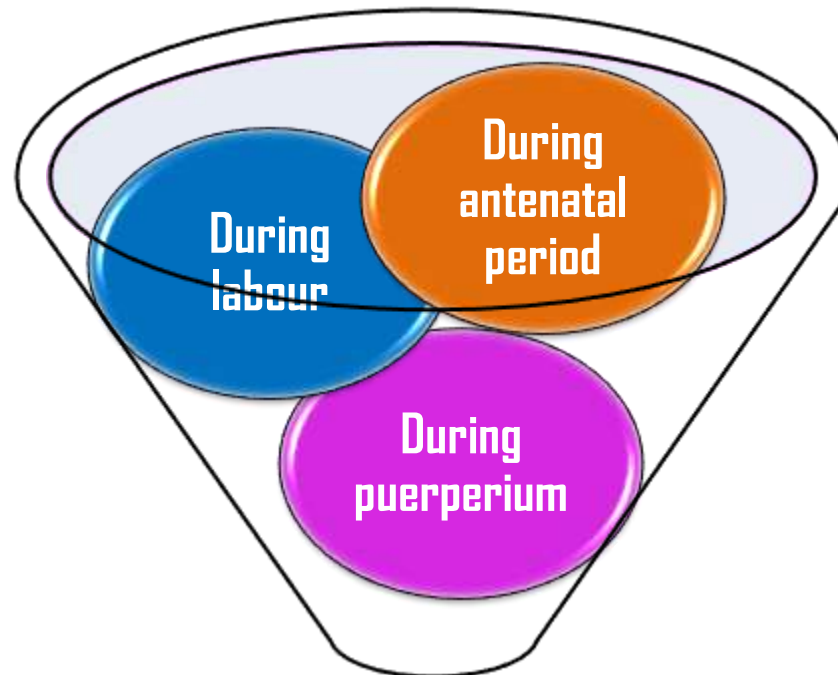 During
antenatal
period
During
labour
During
puerperium